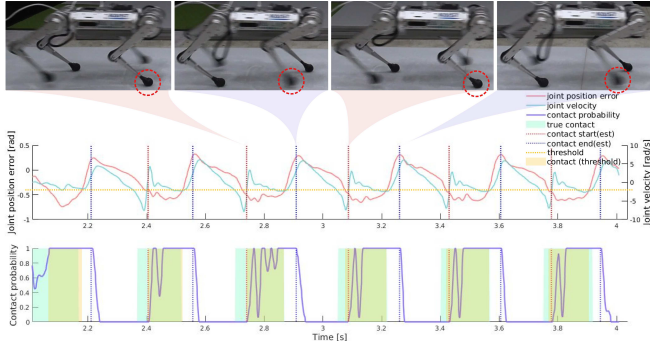 joint position error
joint velocity
contact probability
true contact
contact start(est)
contact end(est)
threshold
contact (threshold)
Joint position error [rad]
0.5
0
-0.5
-1
10
5
0
-5
-10
Joint velocity [rad/s]
2.2
2.4
2.6
2.8
3
3.2
3.4
3.6
3.8
4
Contact probability
1
0.8
0.6
0.4
0.2
0
2.2
2.4
2.6
2.8
3
3.2
3.4
3.6
3.8
4
Time [s]